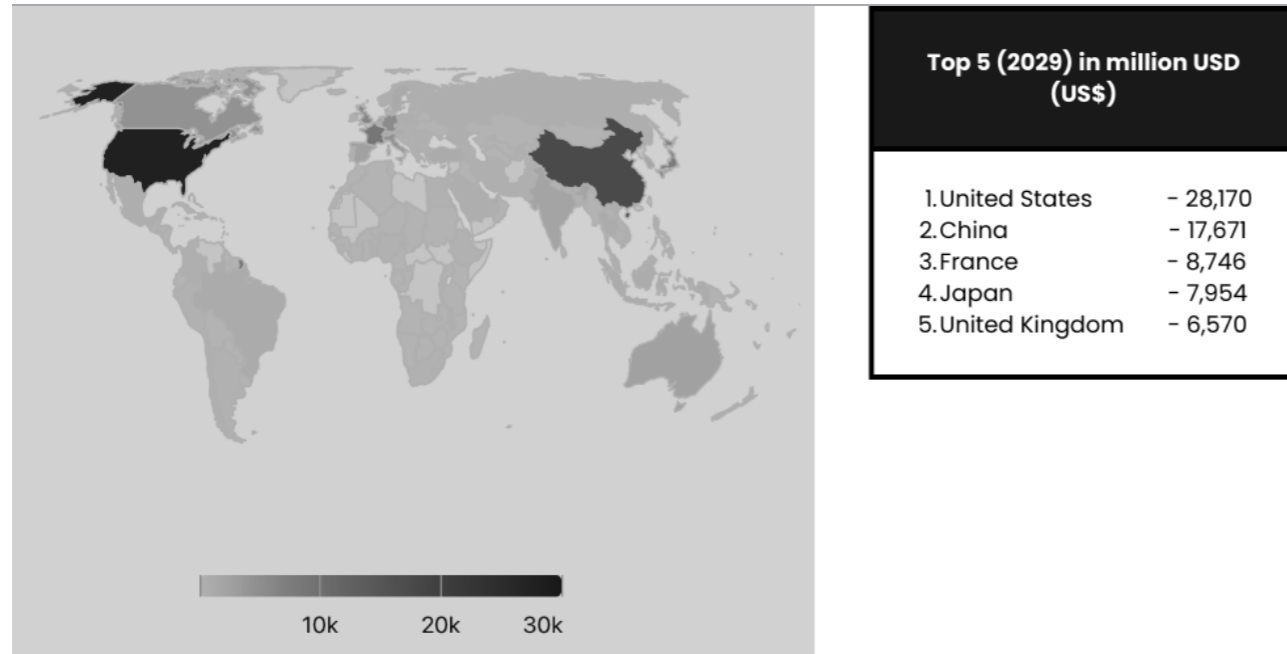 Top 5 (2029) in million USD
(US$)
1. United States - 28,170
2. China - 17,671
3. France - 8,746
4. Japan - 7,954
5. United Kingdom - 6,570
10k 20k 30k